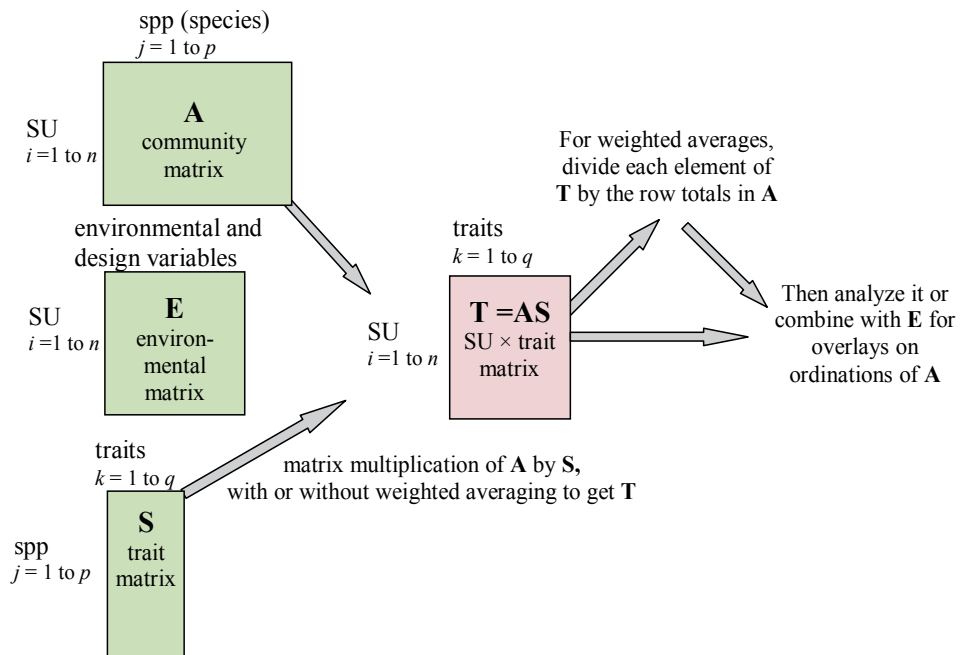 spp (species)
j = 1 to p
SU
i =1 to n
A
community
matrix
environmental and
design variables
SU
i =1 to n
E
environ-
mental
matrix
traits
k = 1 to q
spp
j = 1 to p
S
trait
matrix
matrix multiplication of A by S,
with or without weighted averaging to get T
SU
i =1 to n
traits
k = 1 to q
T =AS
SU × trait
matrix
For weighted averages,
divide each element of
T by the row totals in A
Then analyze it or
combine with E for
overlays on
ordinations of A